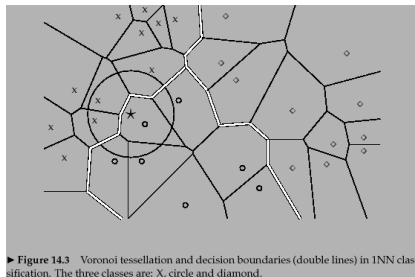 ► Figure 14.3 Voronoi tessellation and decision boundaries (double lines) in 1NN clas
sification. The three classes are: X, circle and diamond.